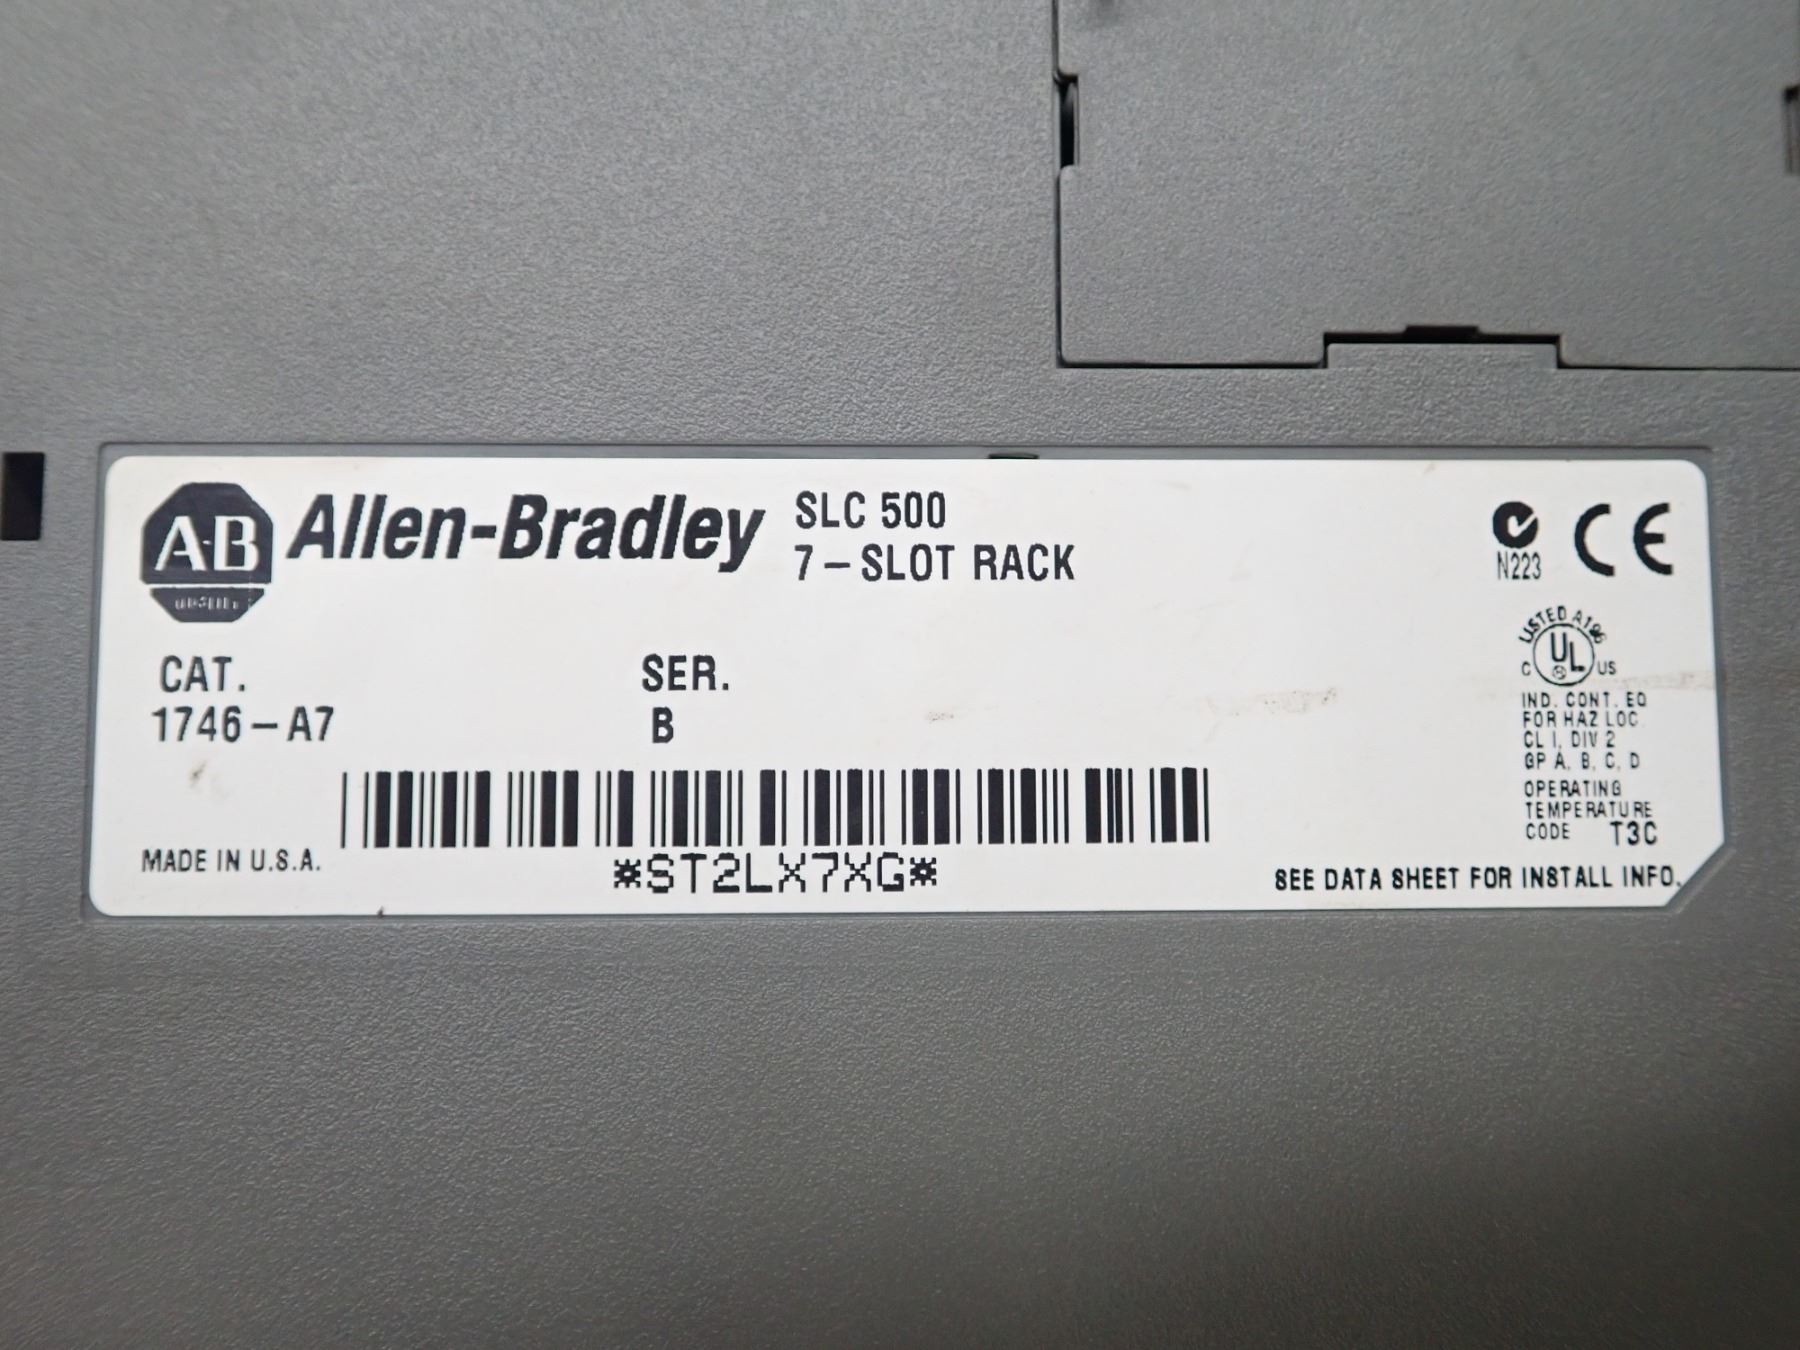 A-B
Allen-Bradley
SLC 500
7-SLOT RACK
N223
CE
CAT.
1746-A7
SER.
B
LISTED A196
C UL US
IND. CONT. EQ
FOR HAZ LOC.
CL I, DIV 2
GP A, B, C, D
OPERATING
TEMPERATURE
CODE T3C
MADE IN U.S.A.
*ST2LX7XG*
SEE DATA SHEET FOR INSTALL INFO.